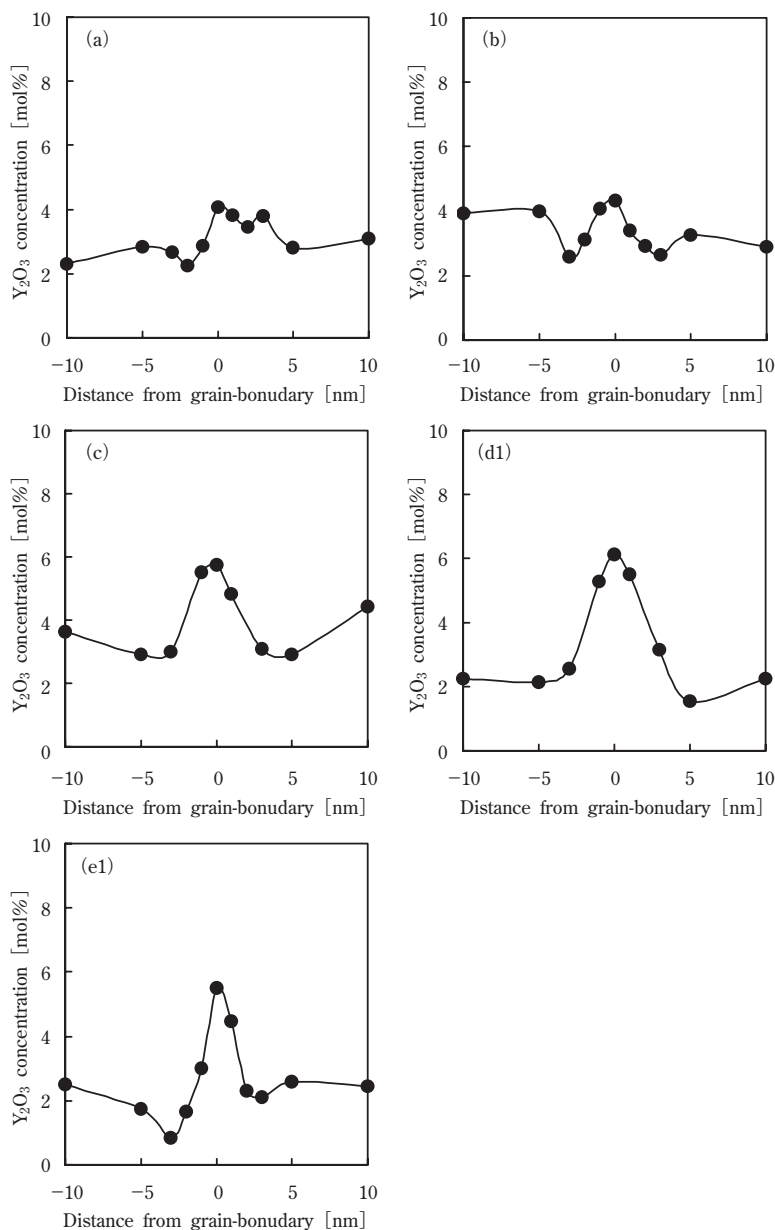 (a)
Y₂O₃ concentration [mol%]
10
8
6
4
2
0
−10 −5 0 5 10
Distance from grain-bonudary [nm]
(b)
Y₂O₃ concentration [mol%]
10
8
6
4
2
0
−10 −5 0 5 10
Distance from grain-bonudary [nm]
(c)
Y₂O₃ concentration [mol%]
10
8
6
4
2
0
−10 −5 0 5 10
Distance from grain-bonudary [nm]
(d1)
Y₂O₃ concentration [mol%]
10
8
6
4
2
0
−10 −5 0 5 10
Distance from grain-bonudary [nm]
(e1)
Y₂O₃ concentration [mol%]
10
8
6
4
2
0
−10 −5 0 5 10
Distance from grain-bonudary [nm]